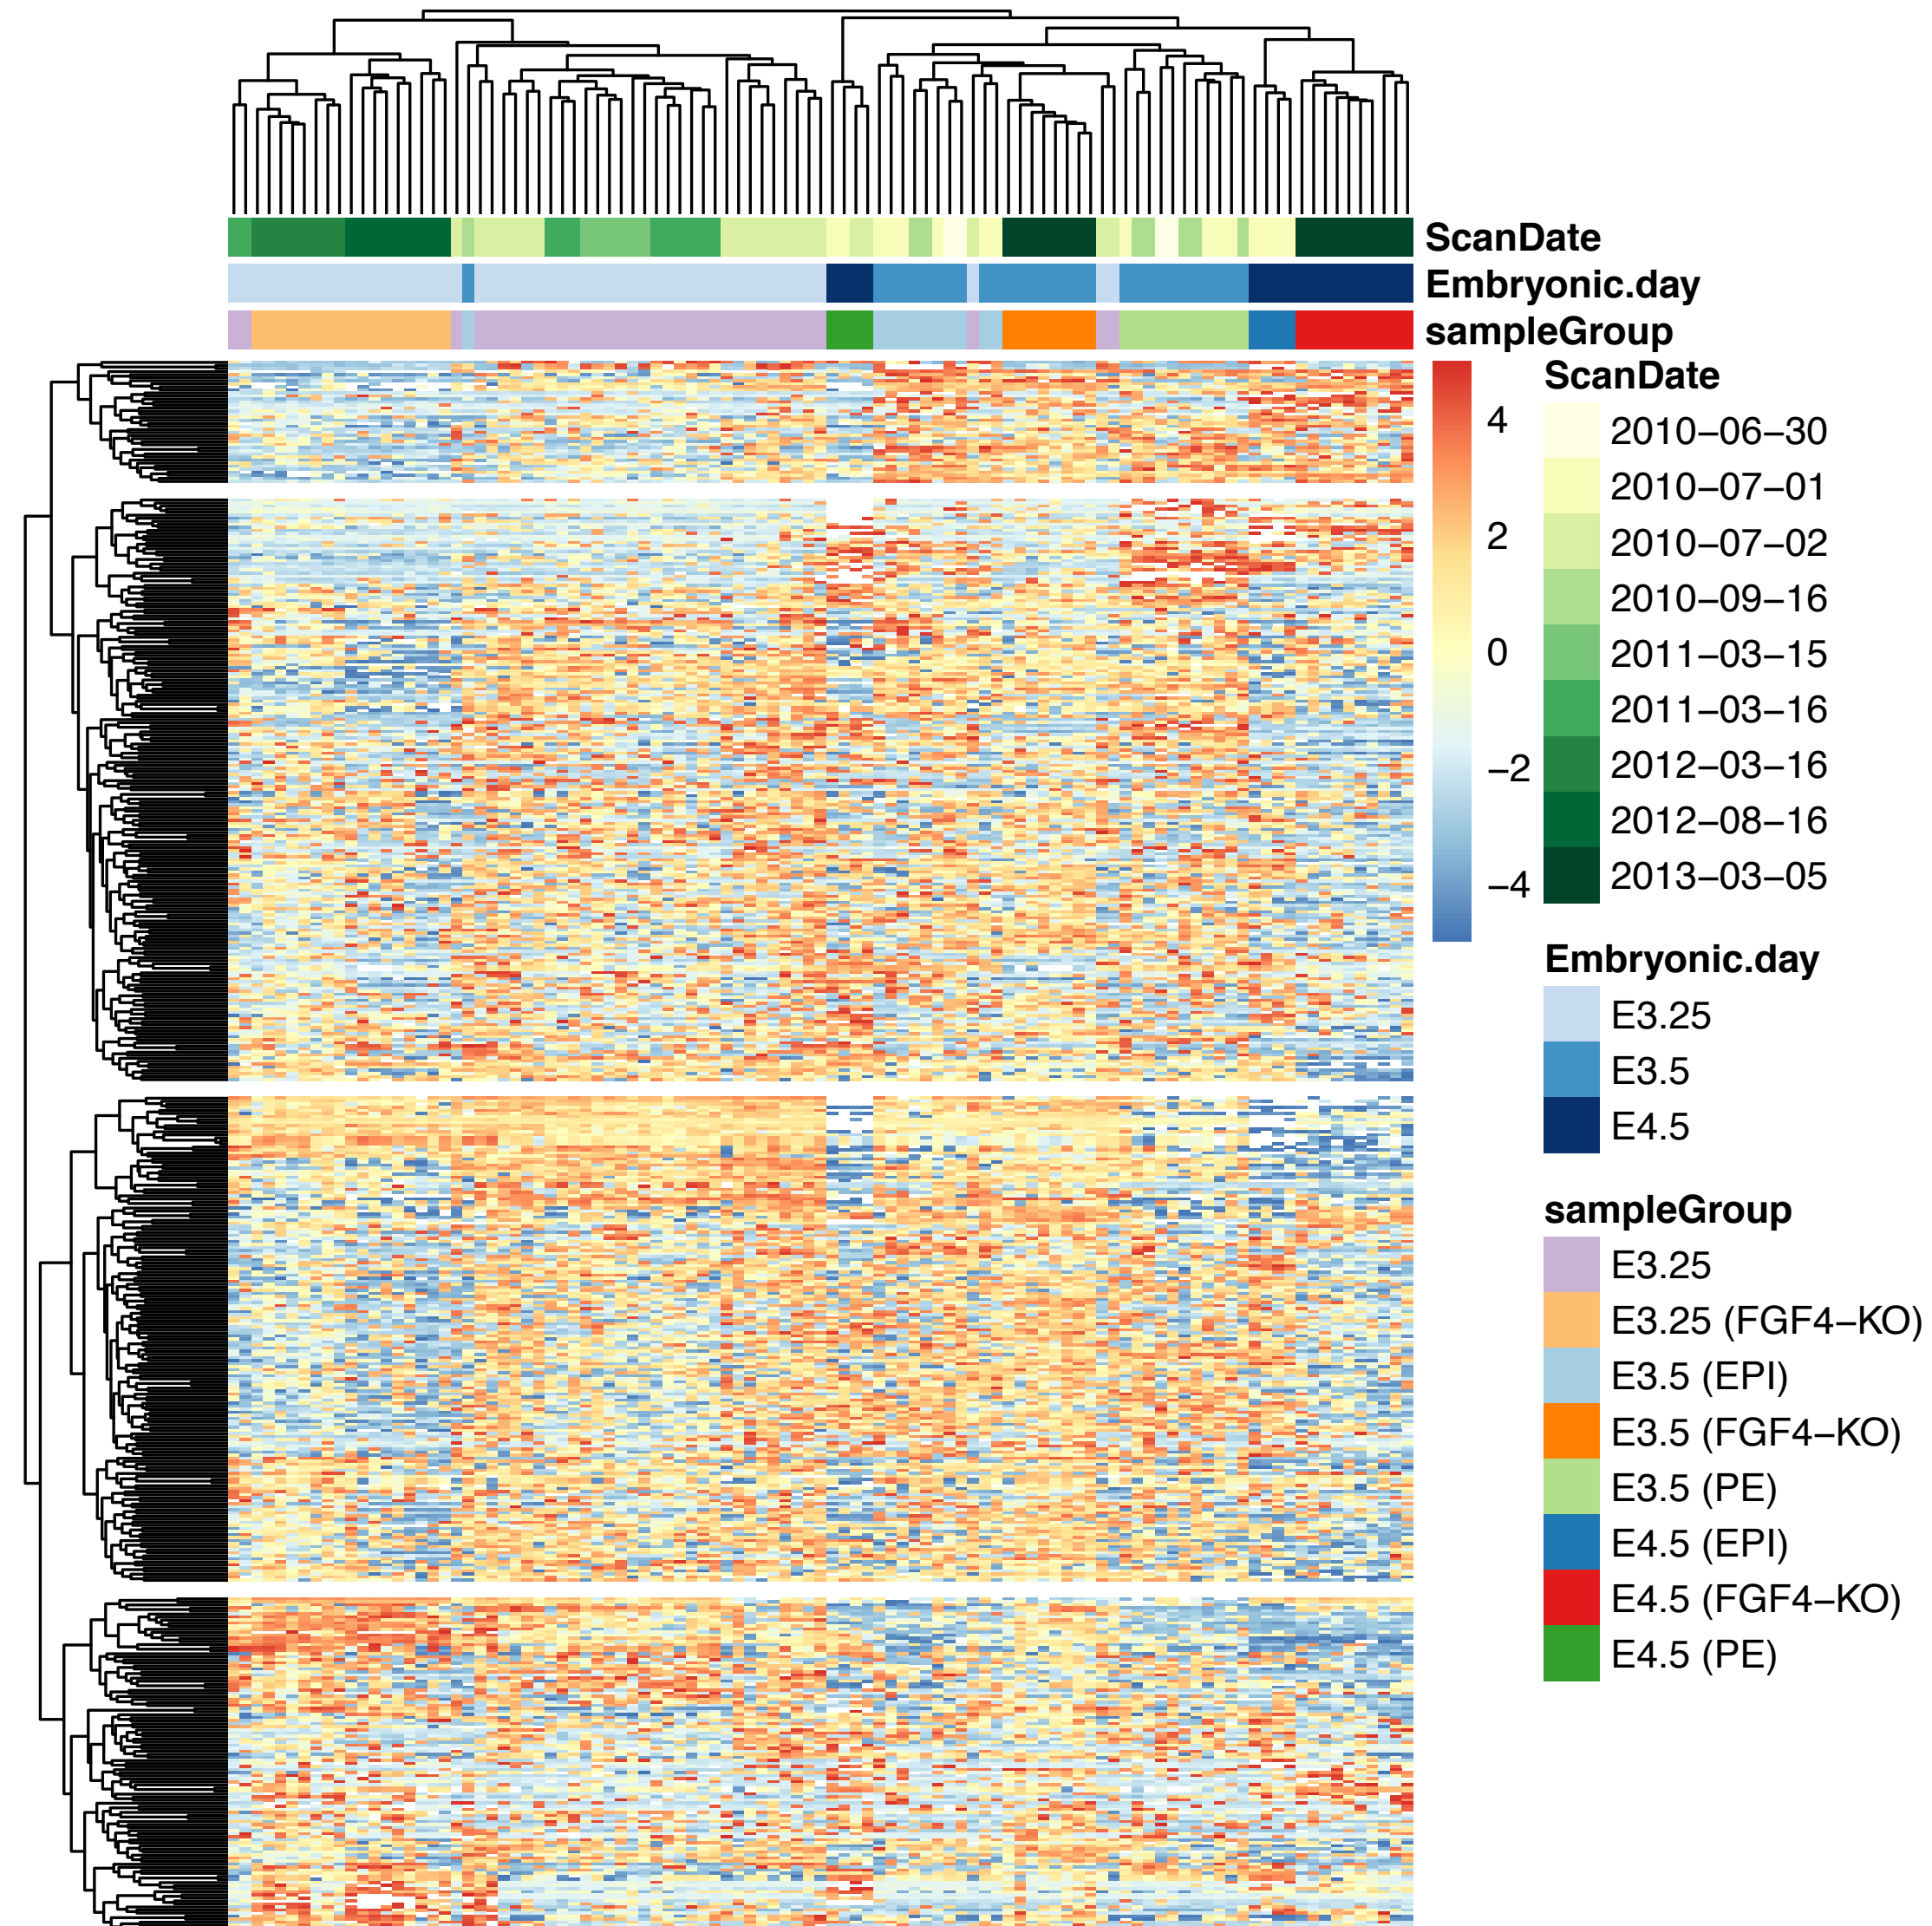 ScanDate
Embryonic.day
sampleGroup
4
2
0
−2
−4
ScanDate
2010−06−30
2010−07−01
2010−07−02
2010−09−16
2011−03−15
2011−03−16
2012−03−16
2012−08−16
2013−03−05
Embryonic.day
E3.25
E3.5
E4.5
sampleGroup
E3.25
E3.25 (FGF4−KO)
E3.5 (EPI)
E3.5 (FGF4−KO)
E3.5 (PE)
E4.5 (EPI)
E4.5 (FGF4−KO)
E4.5 (PE)